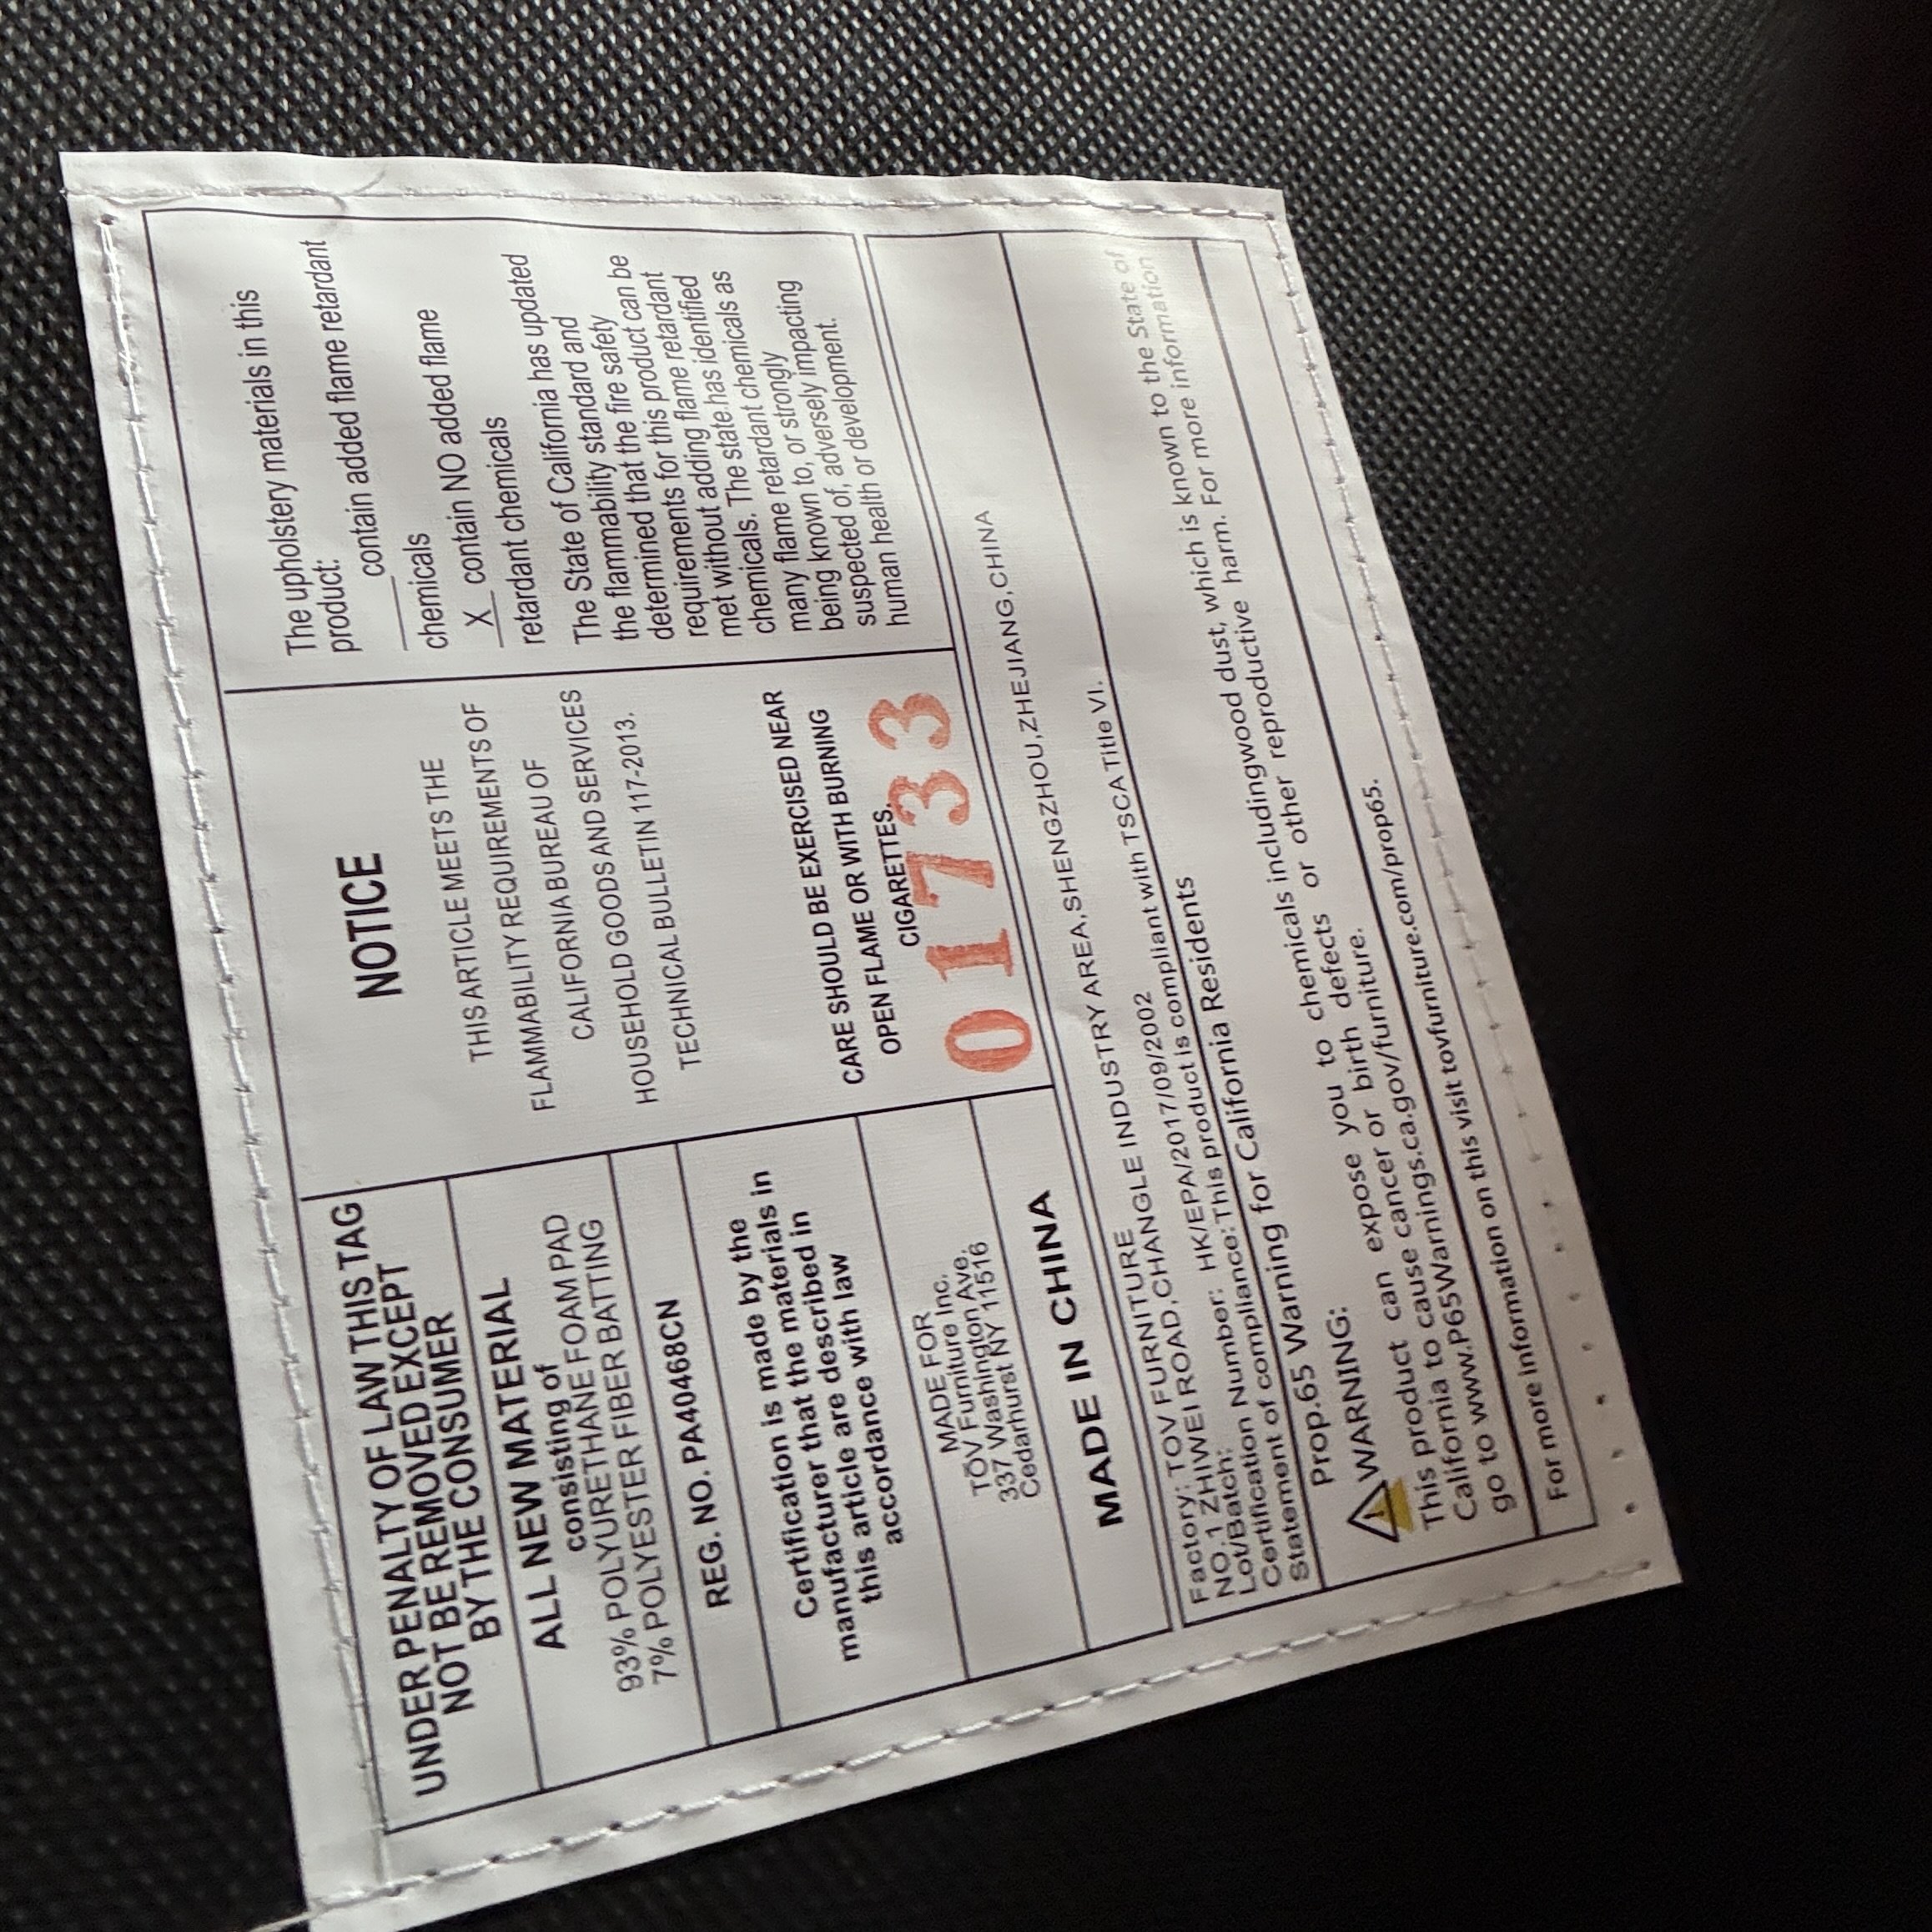 UNDER PENALTY OF LAW THIS TAG
NOT BE REMOVED EXCEPT
BY THE CONSUMER
ALL NEW MATERIAL
consisting of
93% POLYURETHANE FOAM PAD
7% POLYESTER FIBER BATTING
REG. NO. PA40468CN
Certification is made by the
manufacturer that the materials in
this article are described in
accordance with law
MADE FOR
TOV Furniture Inc.
337 Washington Ave.
Cedarhurst NY 11516
MADE IN CHINA
NOTICE
THIS ARTICLE MEETS THE
FLAMMABILITY REQUIREMENTS OF
CALIFORNIA BUREAU OF
HOUSEHOLD GOODS AND SERVICES
TECHNICAL BULLETIN 117-2013.
CARE SHOULD BE EXERCISED NEAR
OPEN FLAME OR WITH BURNING
CIGARETTES.
01733
The upholstery materials in this
product:
___ contain added flame retardant
chemicals
X contain NO added flame
retardant chemicals
The State of California has updated
the flammability standard and
determined that the fire safety
requirements for this product can be
met without adding flame retardant
chemicals. The state has identified
many flame retardant chemicals as
being known to, or strongly
suspected of, adversely impacting
human health or development.
Factory: TOV FURNITURE
NO.1 ZHIWEI ROAD,CHANGLE INDUSTRY AREA,SHENGZHOU,ZHEJIANG,CHINA
Lot/Batch:
Certification Number: HK/EPA/2017/09/2002
Statement of compliance:This product is compliant with TSCA Title VI.
Prop.65 Warning for California Residents
WARNING:
This product can expose you to chemicals includingwood dust, which is known to the State of
California to cause cancer or birth defects or other reproductive harm. For more information
go to www.P65Warnings.ca.gov/furniture.
For more information on this visit tovfurniture.com/prop65.